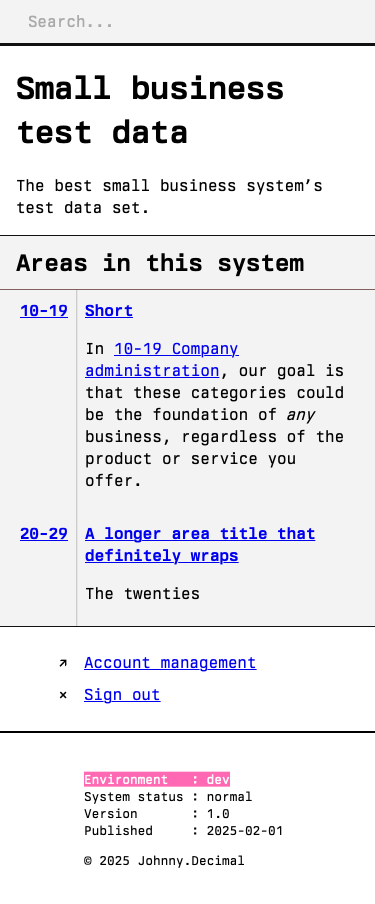 Search...
Small business
test data
The best small business system’s
test data set.
Areas in this system
10-19 Short
In 10-19 Company
administration, our goal is
that these categories could
be the foundation of any
business, regardless of the
product or service you
offer.
20-29 A longer area title that
definitely wraps
The twenties
↗ Account management
× Sign out
Environment : dev
System status : normal
Version : 1.0
Published : 2025-02-01
© 2025 Johnny.Decimal